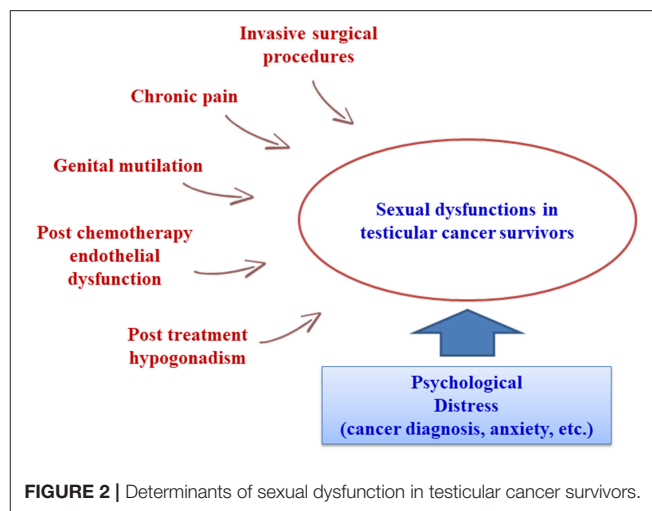 Invasive surgical
procedures
Chronic pain
Genital mutilation
Post chemotherapy
endothelial
dysfunction
Post treatment
hypogonadism
Sexual dysfunctions in
testicular cancer survivors
Psychological
Distress
(cancer diagnosis, anxiety, etc.)
FIGURE 2 | Determinants of sexual dysfunction in testicular cancer survivors.